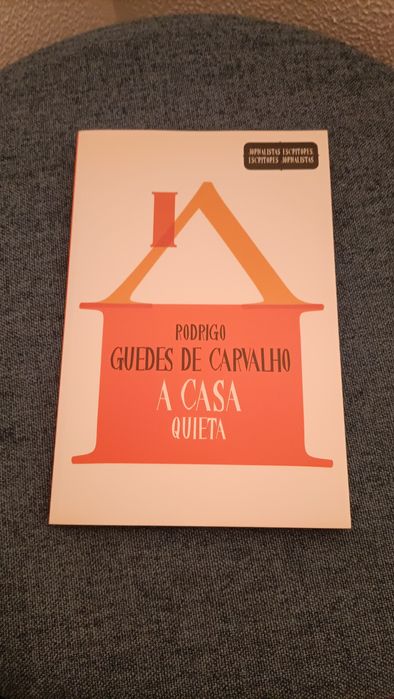 JORNALISTAS ESCRITORES
ESCRITORES JORNALISTAS
RODRIGO
GUEDES DE CARVALHO
A CASA
QUIETA